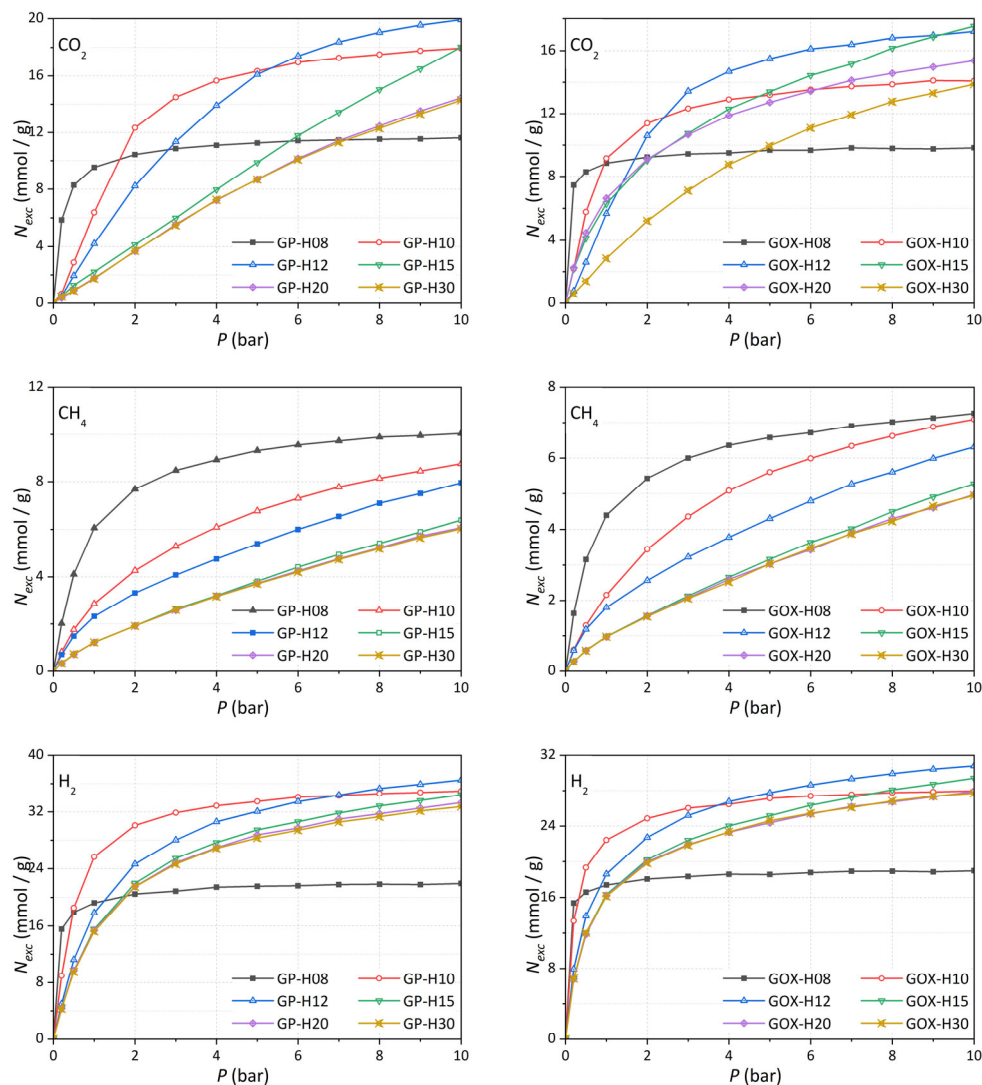 20
16
12
8
4
0
CO2
Nexc (mmol / g)
GP-H08
GP-H10
GP-H12
GP-H15
GP-H20
GP-H30
0 2 4 6 8 10
P (bar)
16
14
12
10
8
6
4
2
0
CO2
Nexc (mmol / g)
GOX-H08
GOX-H10
GOX-H12
GOX-H15
GOX-H20
GOX-H30
0 2 4 6 8 10
P (bar)
12
8
4
0
CH4
Nexc (mmol / g)
GP-H08
GP-H10
GP-H12
GP-H15
GP-H20
GP-H30
0 2 4 6 8 10
P (bar)
8
6
4
2
0
CH4
Nexc (mmol / g)
GOX-H08
GOX-H10
GOX-H12
GOX-H15
GOX-H20
GOX-H30
0 2 4 6 8 10
P (bar)
40
32
24
16
8
0
H2
Nexc (mmol / g)
GP-H08
GP-H10
GP-H12
GP-H15
GP-H20
GP-H30
0 2 4 6 8 10
P (bar)
32
24
16
8
0
H2
Nexc (mmol / g)
GOX-H08
GOX-H10
GOX-H12
GOX-H15
GOX-H20
GOX-H30
0 2 4 6 8 10
P (bar)